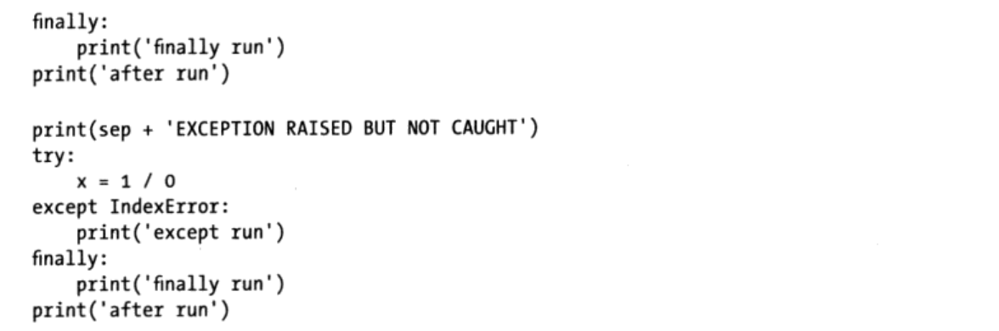 finally:
    print('finally run')
print('after run')

print(sep + 'EXCEPTION RAISED BUT NOT CAUGHT')
try:
    x = 1 / 0
except IndexError:
    print('except run')
finally:
    print('finally run')
print('after run')